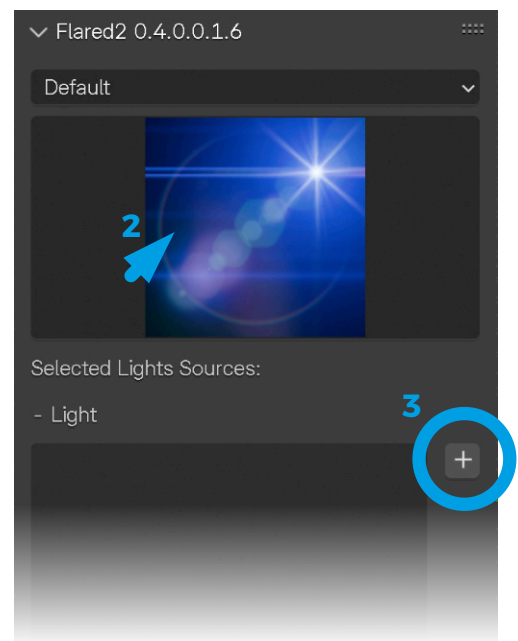 Flared2 0.4.0.0.1.6
Default
2
Selected Lights Sources:
3
- Light
+